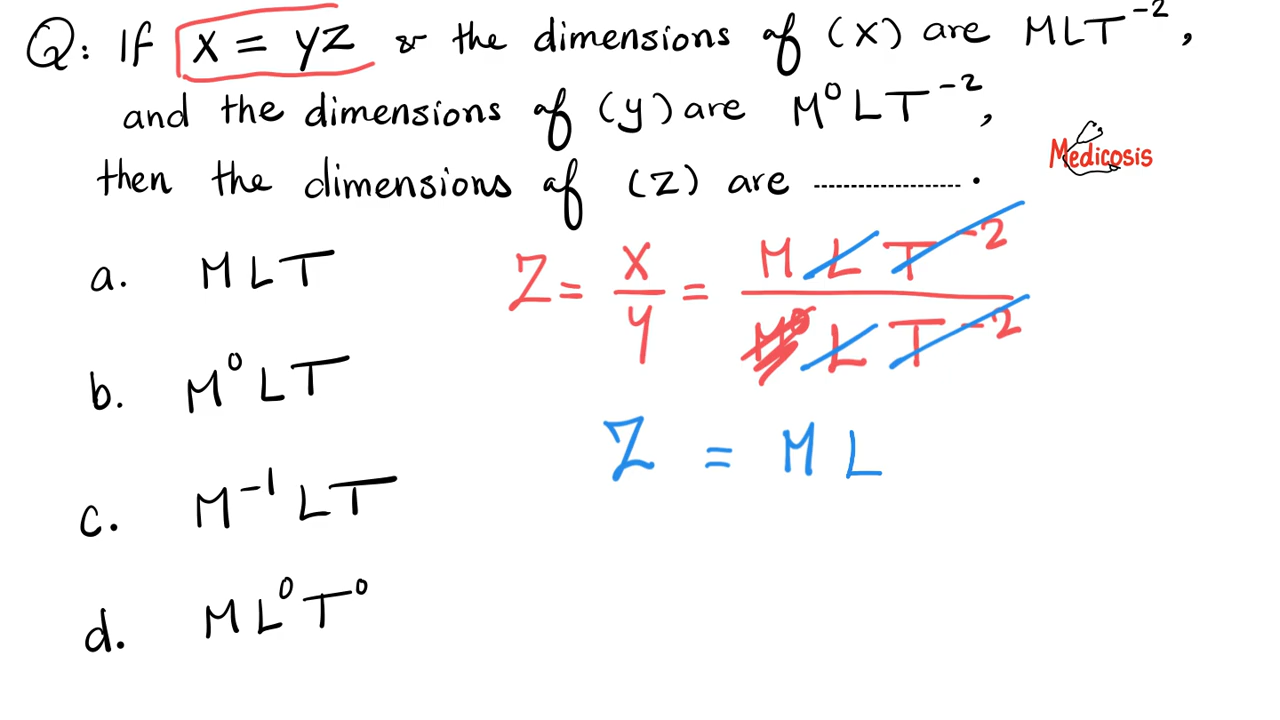 Q: If x = yz & the dimensions of (x) are MLT⁻²,
and the dimensions of (y) are M⁰LT⁻²,
then the dimensions of (z) are .................... .
Medicosis
a. MLT
b. M⁰LT
c. M⁻¹LT
d. ML⁰T⁰
Z = x/y = MLT⁻²/M⁰LT⁻²
Z = ML